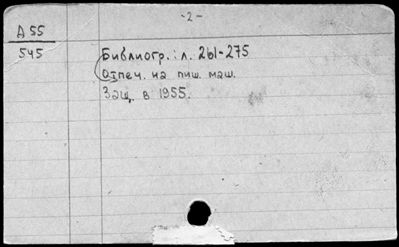 -2-
Д 55
545
Библиогр.: л. 261-275
Отпеч. на пиш. маш.
Защ. в 1955.